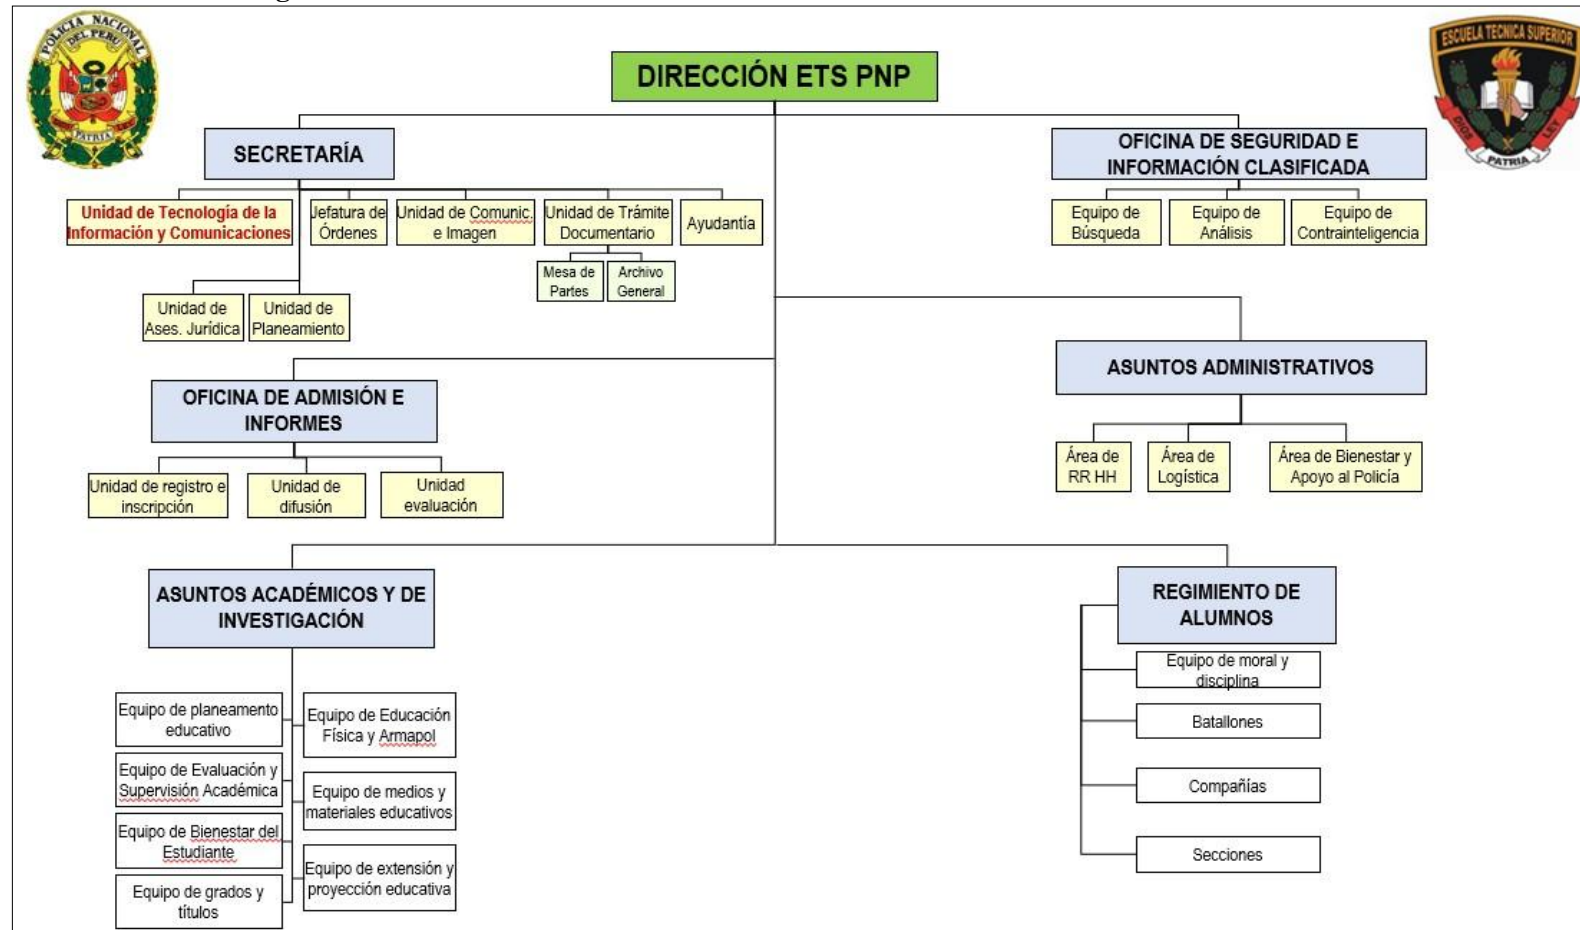 POLICIA NACIONAL
DEL PERU
DIOS PATRIA LEY
ESCUELA TECNICA SUPERIOR
DIOS PATRIA LEY
DIRECCIÓN ETS PNP
SECRETARÍA
Unidad de Tecnología de la
Información y Comunicaciones
Jefatura de
Órdenes
Unidad de Comunic.
e Imagen
Unidad de Trámite
Documentario
Ayudantía
Mesa de
Partes
Archivo
General
Unidad de
Ases. Jurídica
Unidad de
Planeamiento
OFICINA DE SEGURIDAD E
INFORMACIÓN CLASIFICADA
Equipo de
Búsqueda
Equipo de
Análisis
Equipo de
Contrainteligencia
OFICINA DE ADMISIÓN E
INFORMES
Unidad de registro e
inscripción
Unidad de
difusión
Unidad
evaluación
ASUNTOS ADMINISTRATIVOS
Área de
RR HH
Área de
Logística
Área de Bienestar y
Apoyo al Policía
ASUNTOS ACADÉMICOS Y DE
INVESTIGACIÓN
Equipo de planeamento
educativo
Equipo de Evaluación y
Supervisión Académica
Equipo de Bienestar del
Estudiante
Equipo de grados y
títulos
Equipo de Educación
Física y Armapol
Equipo de medios y
materiales educativos
Equipo de extensión y
proyección educativa
REGIMIENTO DE
ALUMNOS
Equipo de moral y
disciplina
Batallones
Compañías
Secciones